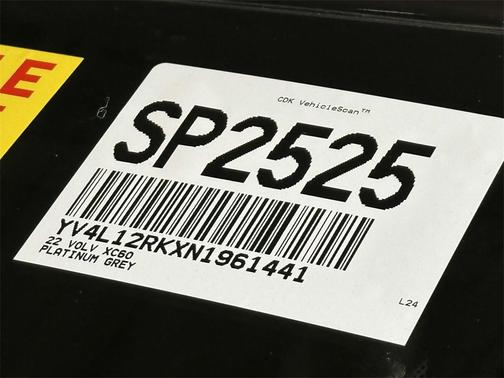 CDK VehicleScan™
SP2525
YV4L12RKXN1961441
22 VOLV XC60
PLATINUM GREY
L24